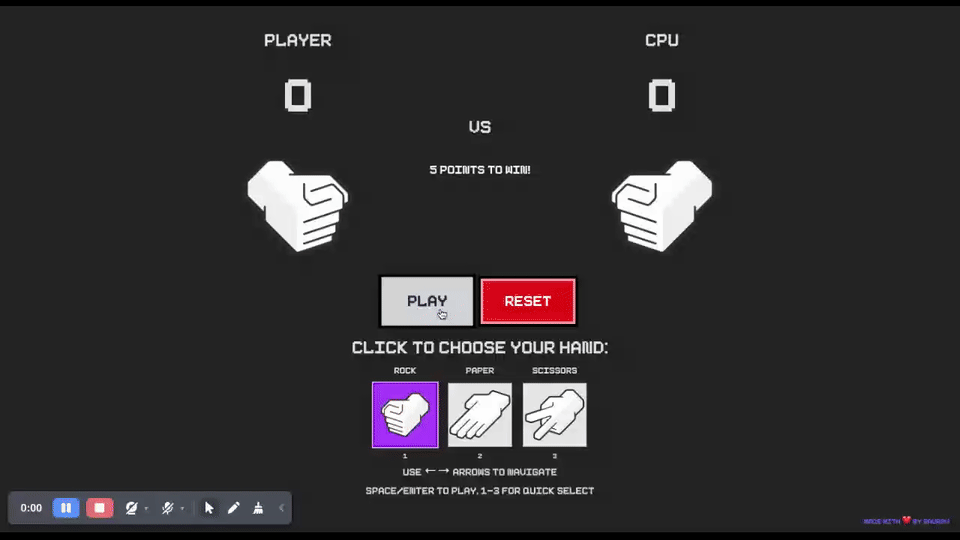 PLAYER
CPU
0
0
VS
5 POINTS TO WIN!
PLAY
RESET
CLICK TO CHOOSE YOUR HAND:
ROCK
PAPER
SCISSORS
1
2
3
USE ←→ ARROWS TO NAVIGATE
SPACE/ENTER TO PLAY, 1-3 FOR QUICK SELECT
0:00
MADE WITH ❤ BY